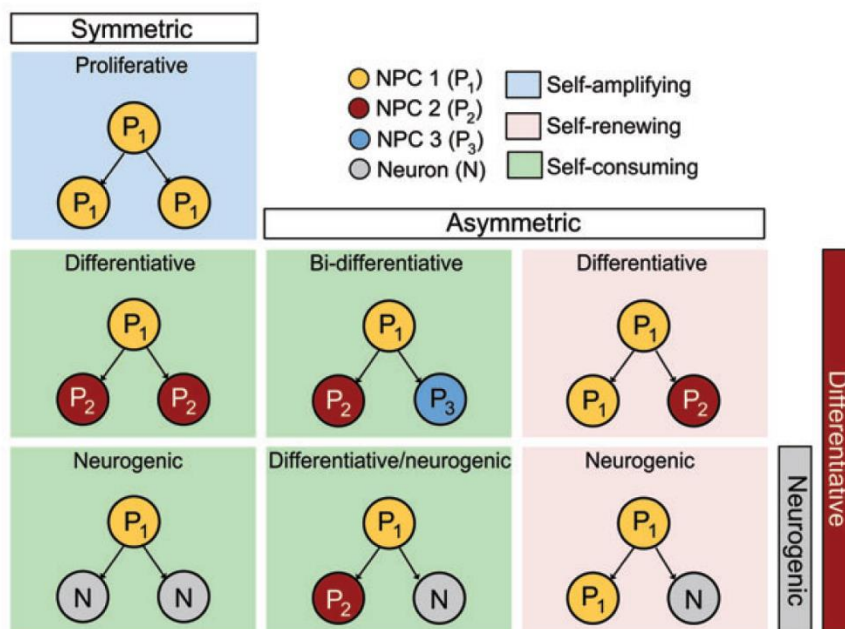 Symmetric
Proliferative
P1
P1 P1
NPC 1 (P1)
NPC 2 (P2)
NPC 3 (P3)
Neuron (N)
Self-amplifying
Self-renewing
Self-consuming
Asymmetric
Differentiative
P1
P2 P2
Bi-differentiative
P1
P2 P3
Differentiative
P1
P1 P2
Neurogenic
P1
N N
Differentiative/neurogenic
P1
P2 N
Neurogenic
P1
P1 N
Neurogenic
Differentiative